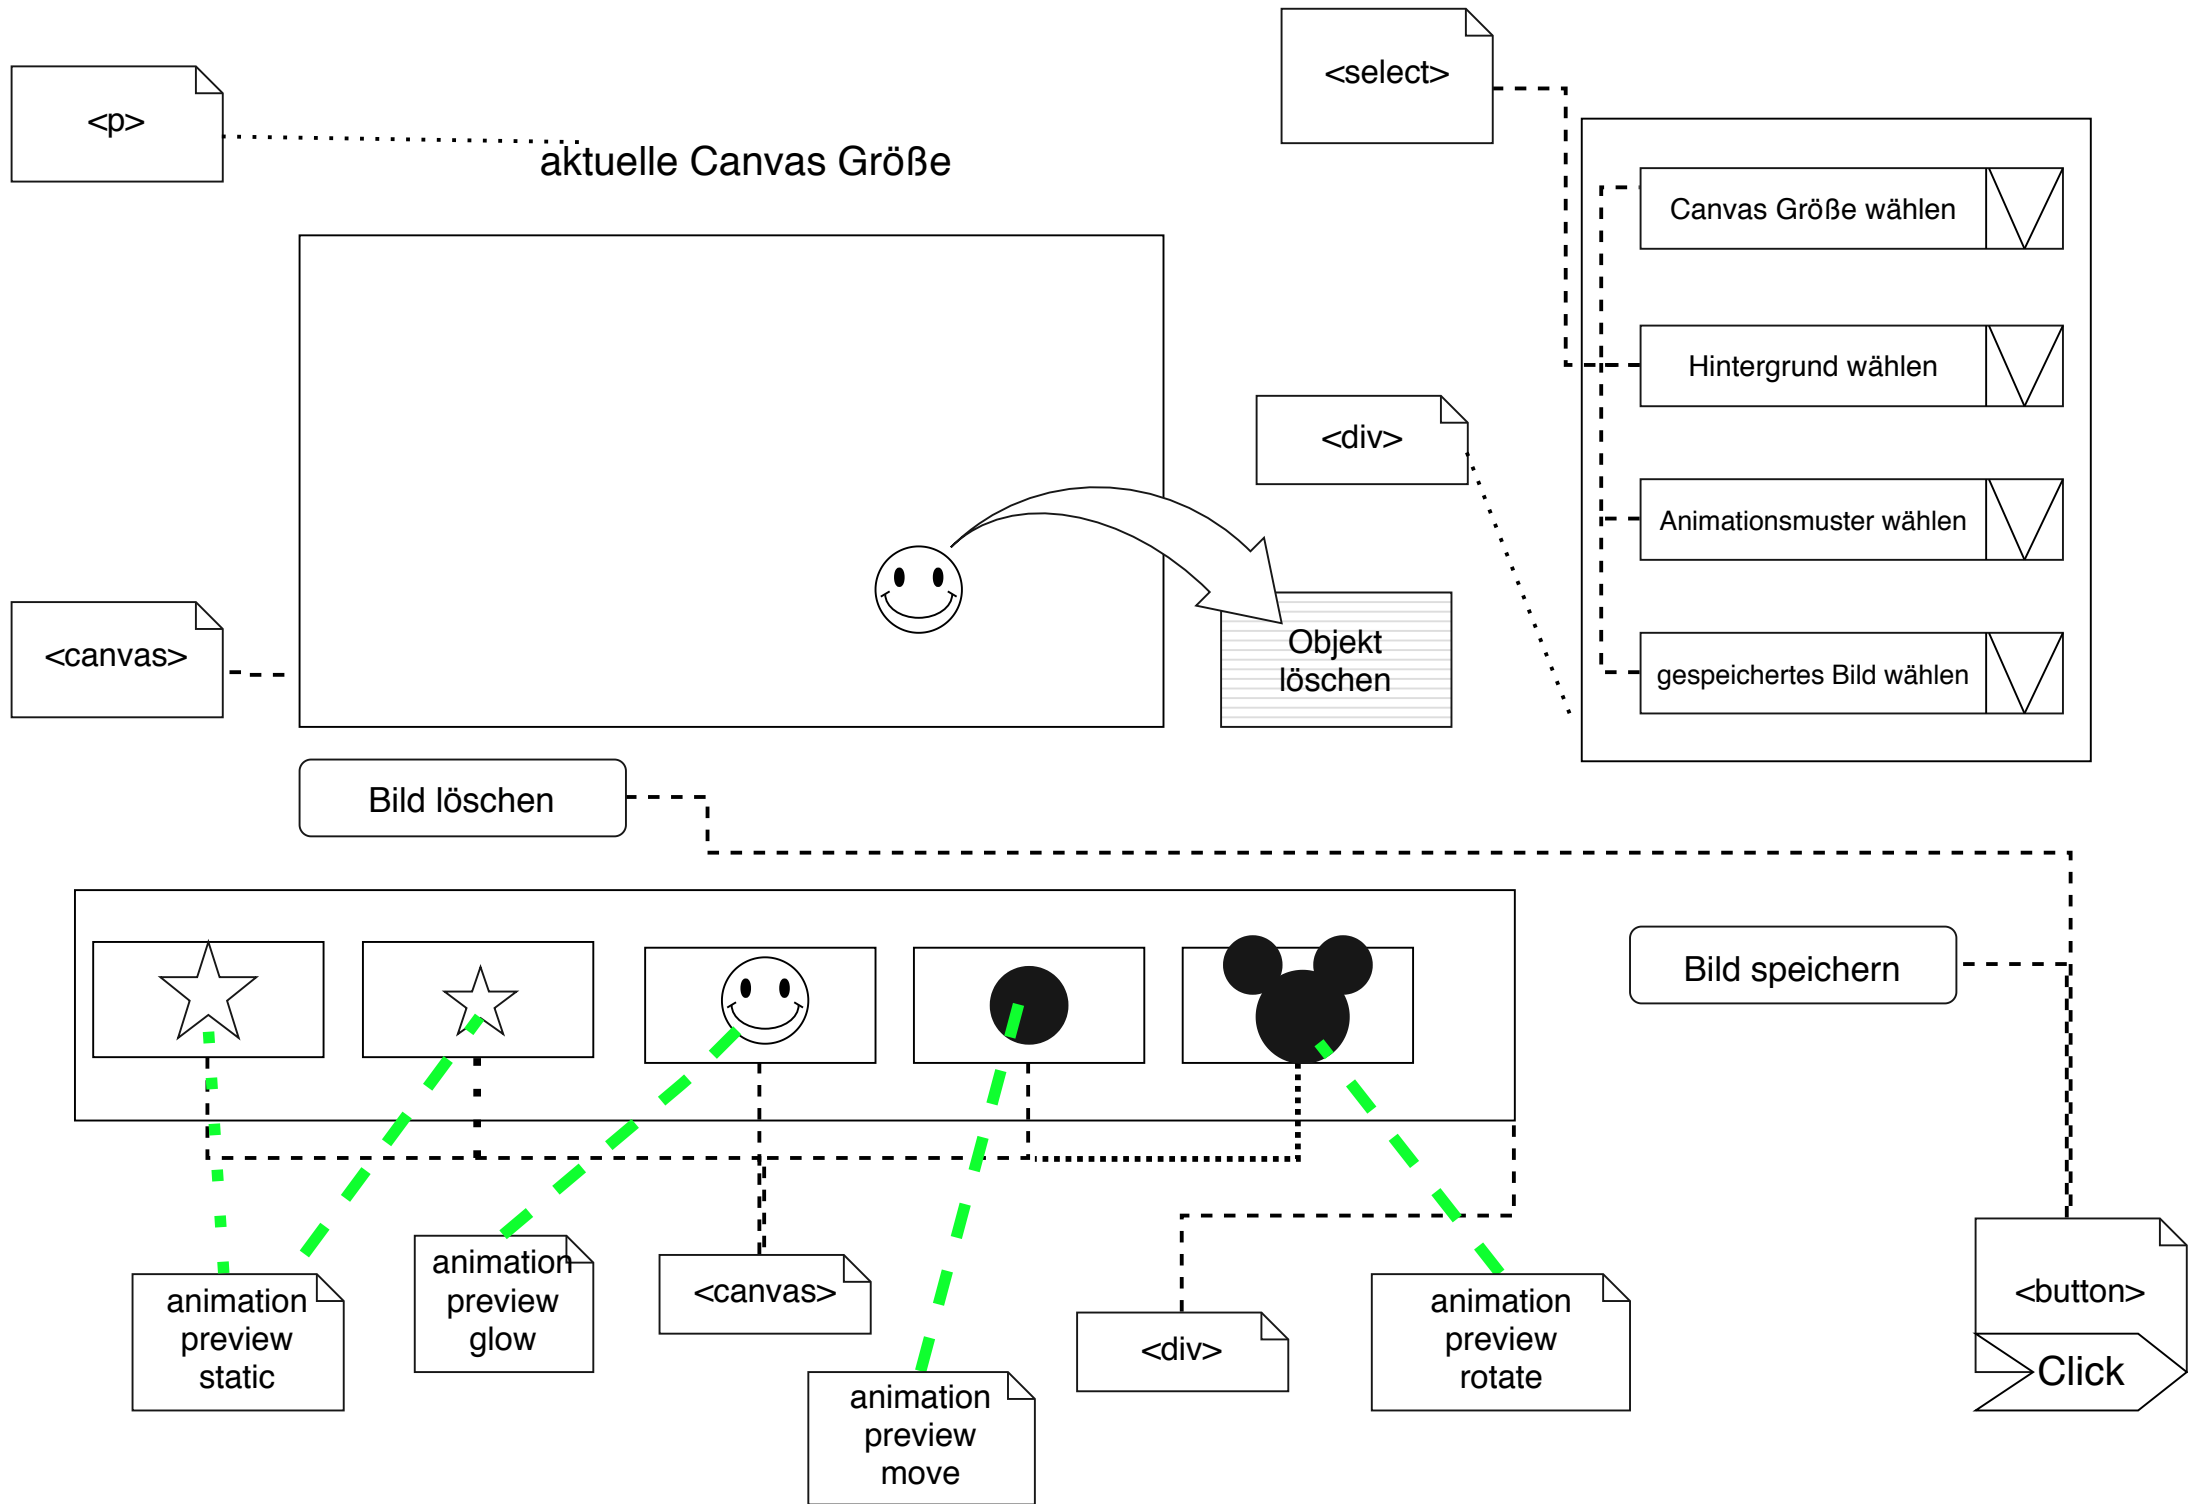 <select>
<p>
aktuelle Canvas Größe
Canvas Größe wählen
Hintergrund wählen
<div>
Animationsmuster wählen
<canvas>
Objekt
löschen
gespeichertes Bild wählen
Bild löschen
Bild speichern
animation
preview
static
animation
preview
glow
<canvas>
animation
preview
move
<div>
animation
preview
rotate
<button>
Click